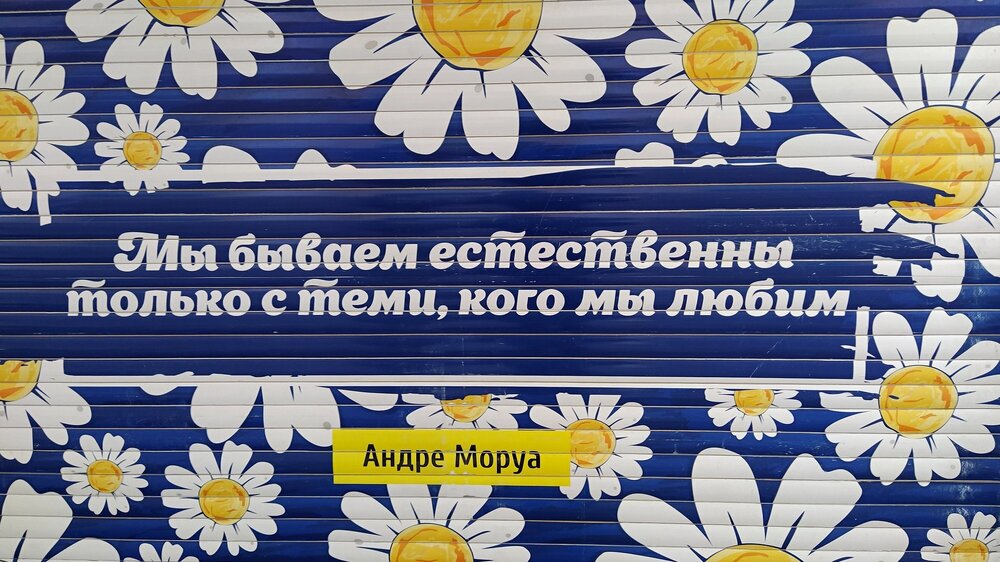 Мы бываем естественны
только с теми, кого мы любим
Андре Моруа